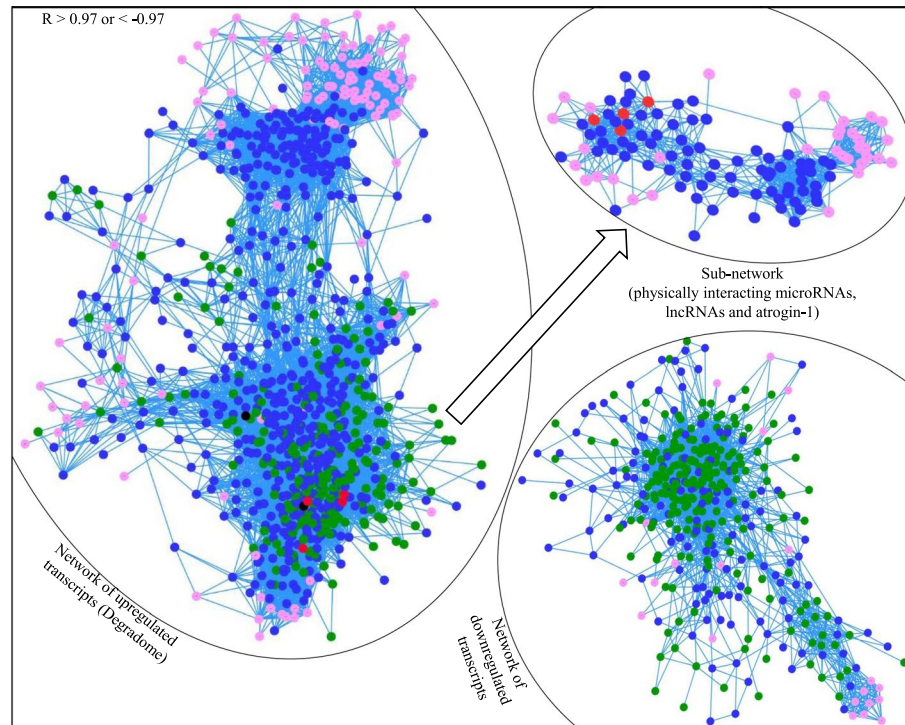 R > 0.97 or < -0.97
Sub-network
(physically interacting microRNAs,
lncRNAs and atrogin-1)
Network of upregulated
transcripts (Degradome)
Network of
downregulated
transcripts